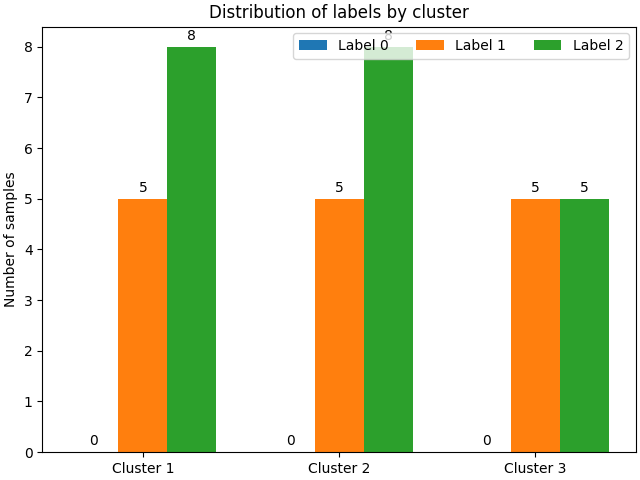 Distribution of labels by cluster
Label 0 Label 1 Label 2
Number of samples
8
7
6
5
4
3
2
1
0
0 5 8
0 5 8
0 5 5
Cluster 1 Cluster 2 Cluster 3